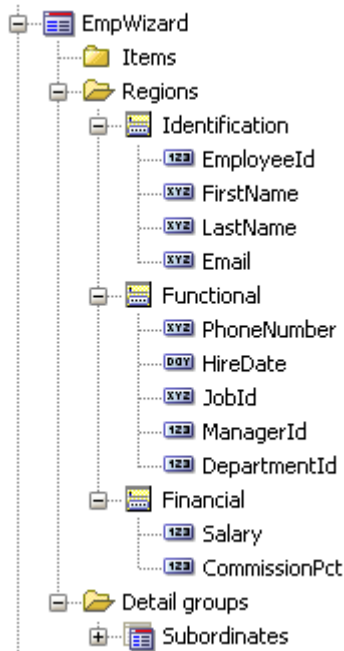 EmpWizard
Items
Regions
Identification
123 EmployeeId
XYZ FirstName
XYZ LastName
XYZ Email
Functional
XYZ PhoneNumber
DOY HireDate
XYZ JobId
123 ManagerId
123 DepartmentId
Financial
123 Salary
123 CommissionPct
Detail groups
Subordinates